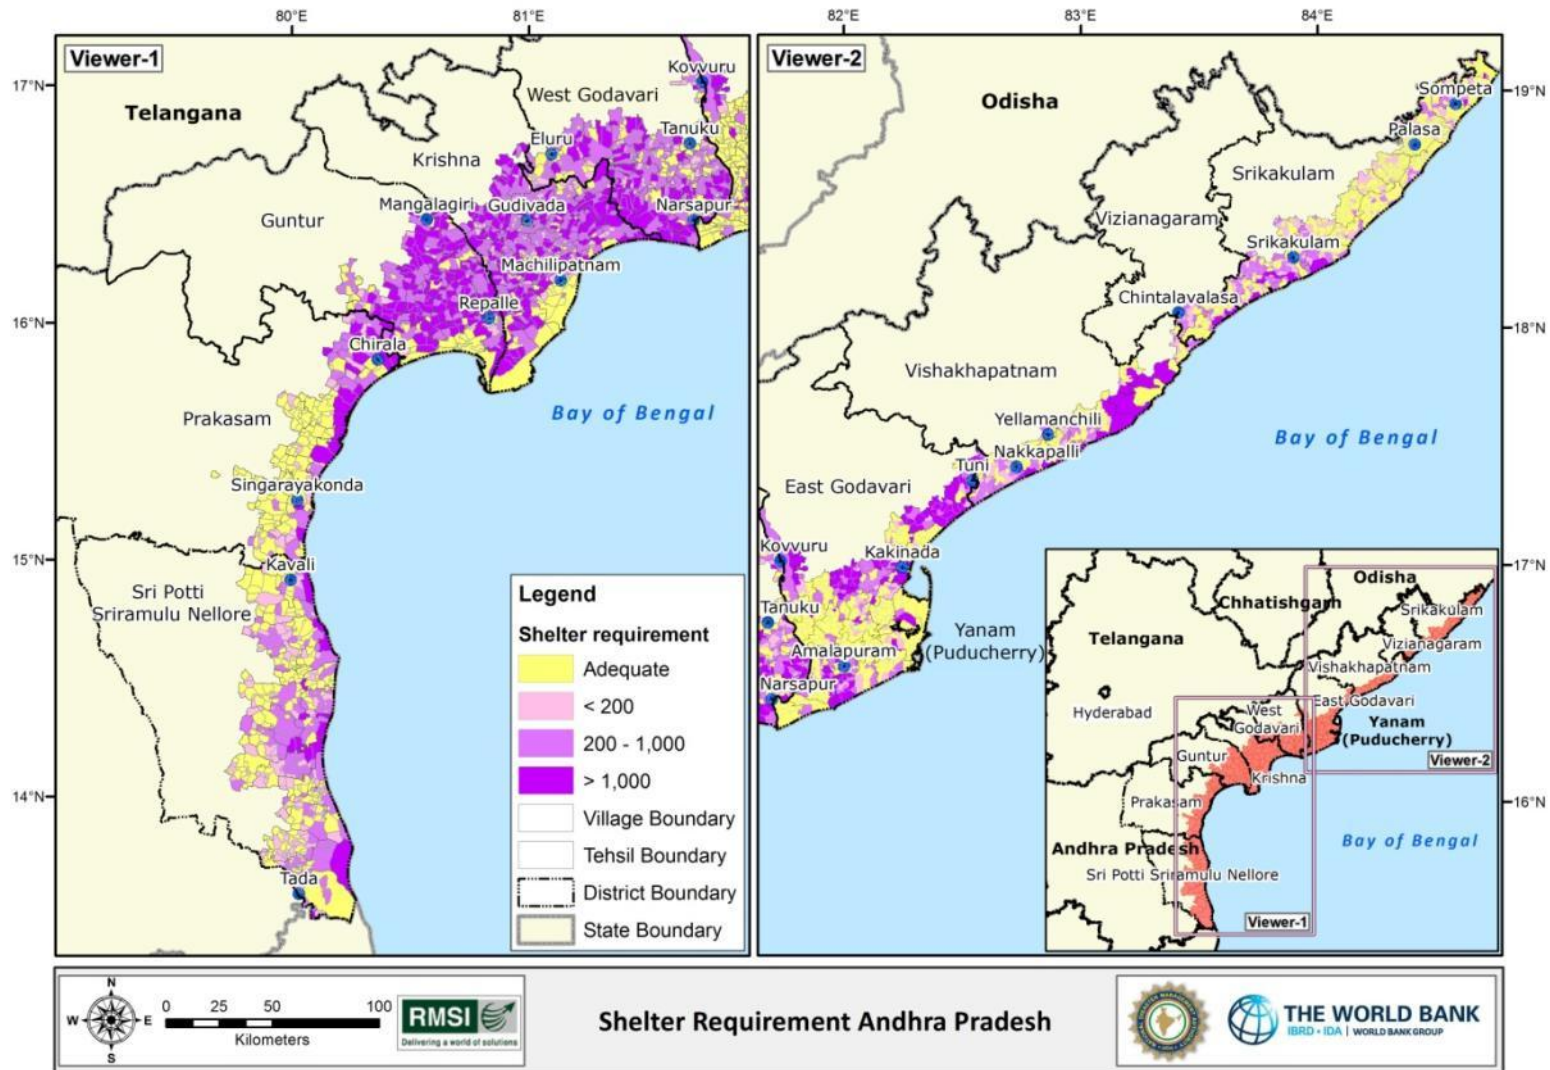 80°E
81°E
82°E
83°E
84°E
Viewer-1
17°N
16°N
15°N
14°N
Telangana
West Godavari
Kovvuru
Eluru
Tanuku
Krishna
Mangalagiri
Gudivada
Narsapur
Guntur
Machilipatnam
Repalle
Chirala
Prakasam
Bay of Bengal
Singarayakonda
Kavali
Sri Potti
Sriramulu Nellore
Tada
Legend
Shelter requirement
Adequate
< 200
200 - 1,000
> 1,000
Village Boundary
Tehsil Boundary
District Boundary
State Boundary
Viewer-2
19°N
18°N
17°N
16°N
Odisha
Sompeta
Palasa
Srikakulam
Vizianagaram
Srikakulam
Chintalavalasa
Vishakhapatnam
Yellamanchili
Bay of Bengal
Nakkapalli
Tuni
East Godavari
Kovvuru
Kakinada
Tanuku
Yanam
(Puducherry)
Amalapuram
Narsapur
Odisha
Chhatishgarh
Srikakulam
Telangana
Vizianagaram
Vishakhapatnam
East Godavari
Hyderabad
West
Godavari
Yanam
(Puducherry)
Guntur
Viewer-2
Krishna
Prakasam
Bay of Bengal
Andhra Pradesh
Sri Potti Sriramulu Nellore
Viewer-1
N
W
E
S
0 25 50 100
Kilometers
RMSI
Delivering a world of solutions
Shelter Requirement Andhra Pradesh
THE WORLD BANK
IBRD • IDA | WORLD BANK GROUP